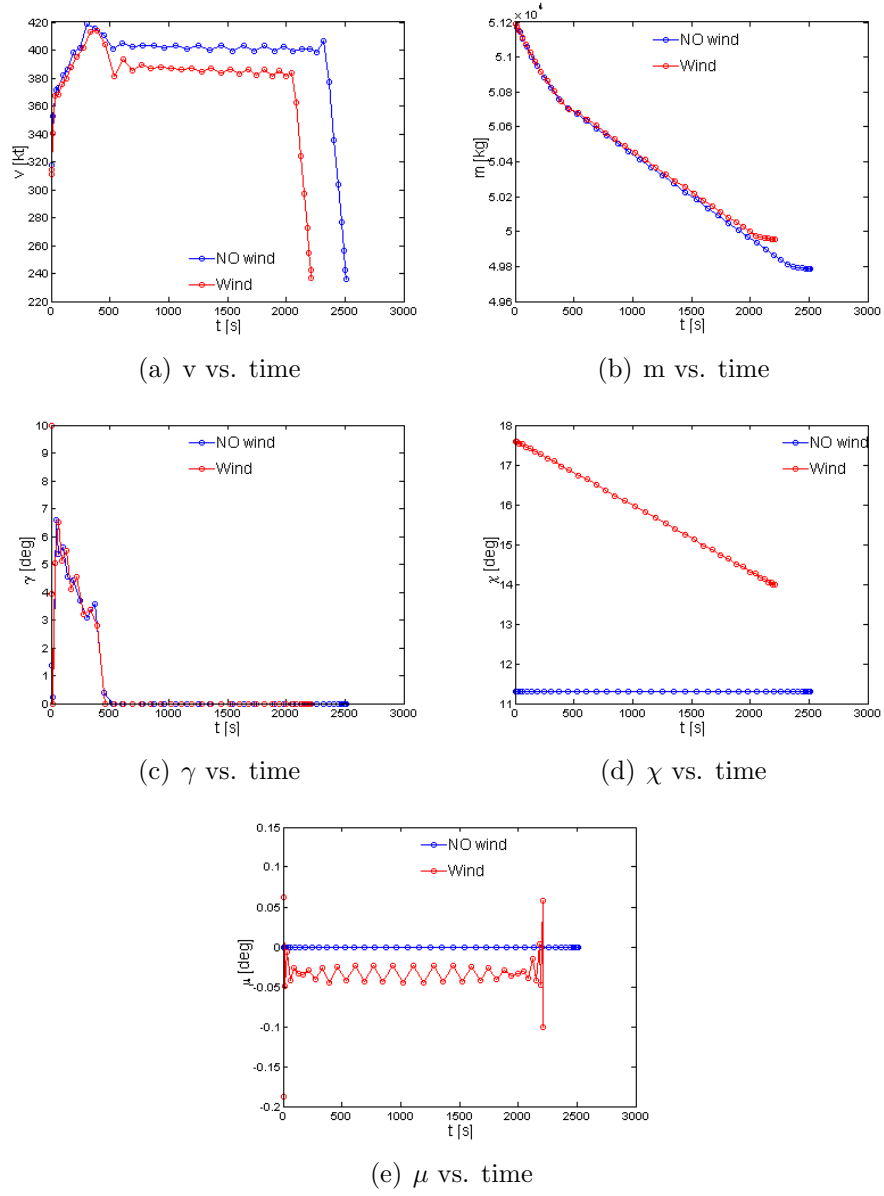 420
400
380
360
340
320
300
280
260
240
220
v [kt]
NO wind
Wind
0 500 1000 1500 2000 2500 3000
t [s]
(a) v vs. time
x 10⁴
5.12
5.1
5.08
5.06
5.04
5.02
5
4.98
4.96
m [kg]
NO wind
Wind
0 500 1000 1500 2000 2500 3000
t [s]
(b) m vs. time
10
9
8
7
6
5
4
3
2
1
0
γ [deg]
NO wind
Wind
0 500 1000 1500 2000 2500 3000
t [s]
(c) γ vs. time
18
17
16
15
14
13
12
11
χ [deg]
NO wind
Wind
0 500 1000 1500 2000 2500 3000
t [s]
(d) χ vs. time
0.15
0.1
0.05
0
-0.05
-0.1
-0.15
-0.2
μ [deg]
NO wind
Wind
0 500 1000 1500 2000 2500 3000
t [s]
(e) μ vs. time